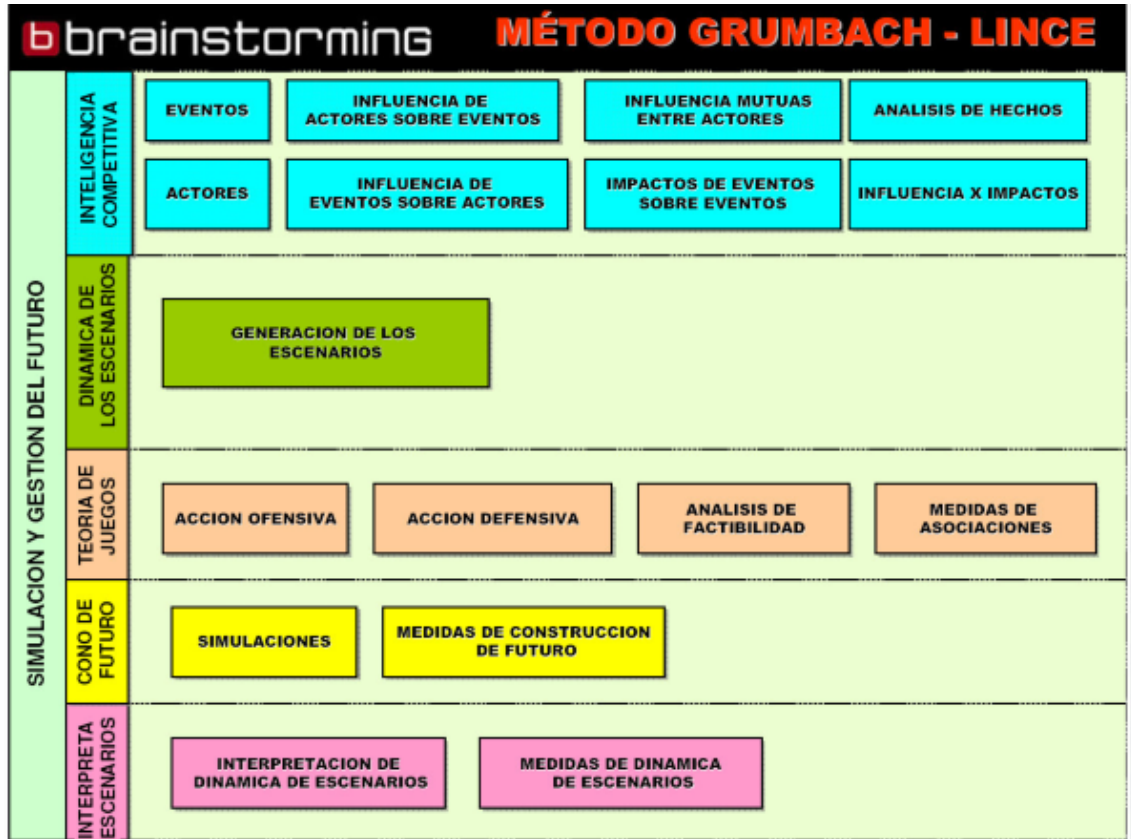 b brainstorming
MÉTODO GRUMBACH - LINCE
SIMULACION Y GESTION DEL FUTURO
INTELIGENCIA
COMPETITIVA
EVENTOS
INFLUENCIA DE
ACTORES SOBRE EVENTOS
INFLUENCIA MUTUAS
ENTRE ACTORES
ANALISIS DE HECHOS
ACTORES
INFLUENCIA DE
EVENTOS SOBRE ACTORES
IMPACTOS DE EVENTOS
SOBRE EVENTOS
INFLUENCIA X IMPACTOS
DINAMICA DE
LOS ESCENARIOS
GENERACION DE LOS
ESCENARIOS
TEORIA DE
JUEGOS
ACCION OFENSIVA
ACCION DEFENSIVA
ANALISIS DE
FACTIBILIDAD
MEDIDAS DE
ASOCIACIONES
CONO DE
FUTURO
SIMULACIONES
MEDIDAS DE CONSTRUCCION
DE FUTURO
INTERPRETA
ESCENARIOS
INTERPRETACION DE
DINAMICA DE ESCENARIOS
MEDIDAS DE DINAMICA
DE ESCENARIOS